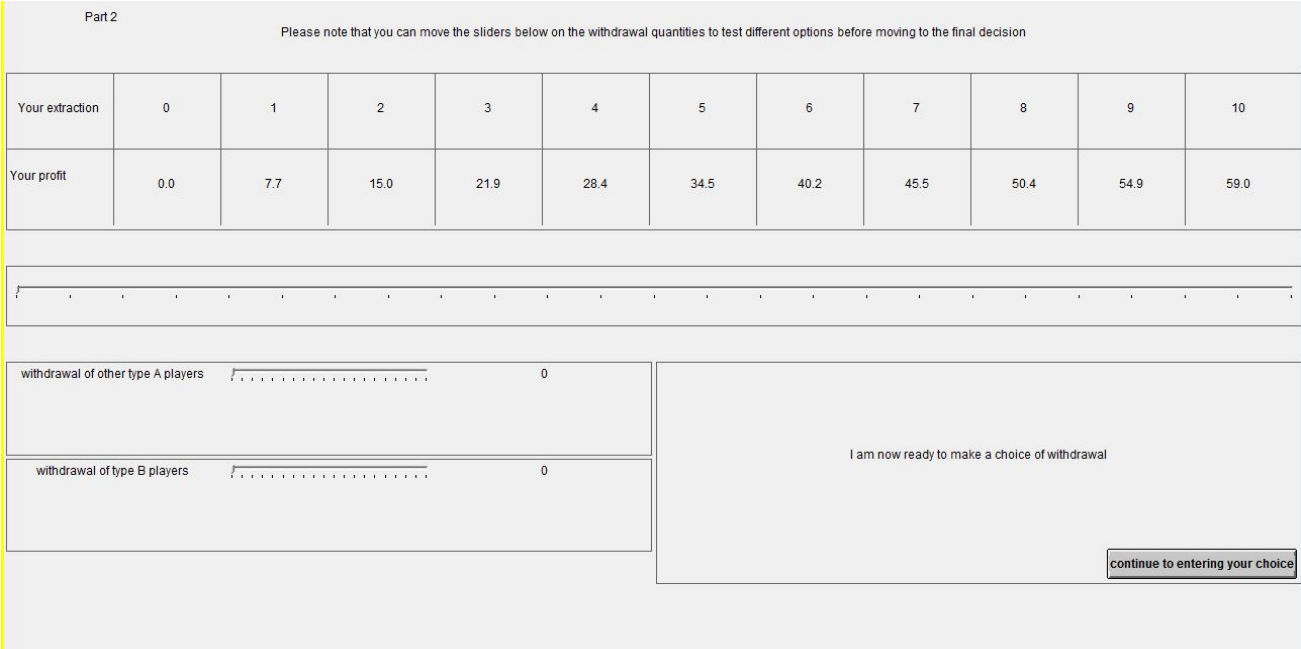 Part 2
Please note that you can move the sliders below on the withdrawal quantities to test different options before moving to the final decision
Your extraction 0 1 2 3 4 5 6 7 8 9 10
Your profit 0.0 7.7 15.0 21.9 28.4 34.5 40.2 45.5 50.4 54.9 59.0
withdrawal of other type A players 0
withdrawal of type B players 0
I am now ready to make a choice of withdrawal
continue to entering your choice